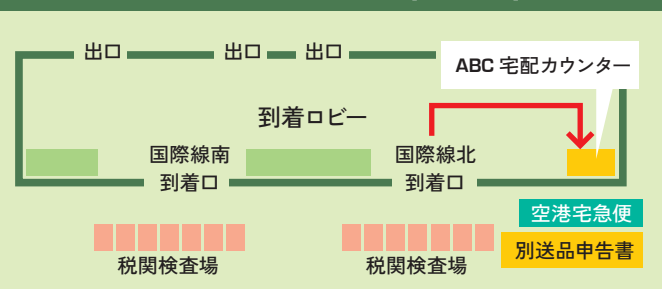 出口
出口
出口
ABC 宅配カウンター
到着ロビー
国際線南
到着口
国際線北
到着口
空港宅急便
別送品申告書
税関検査場
税関検査場